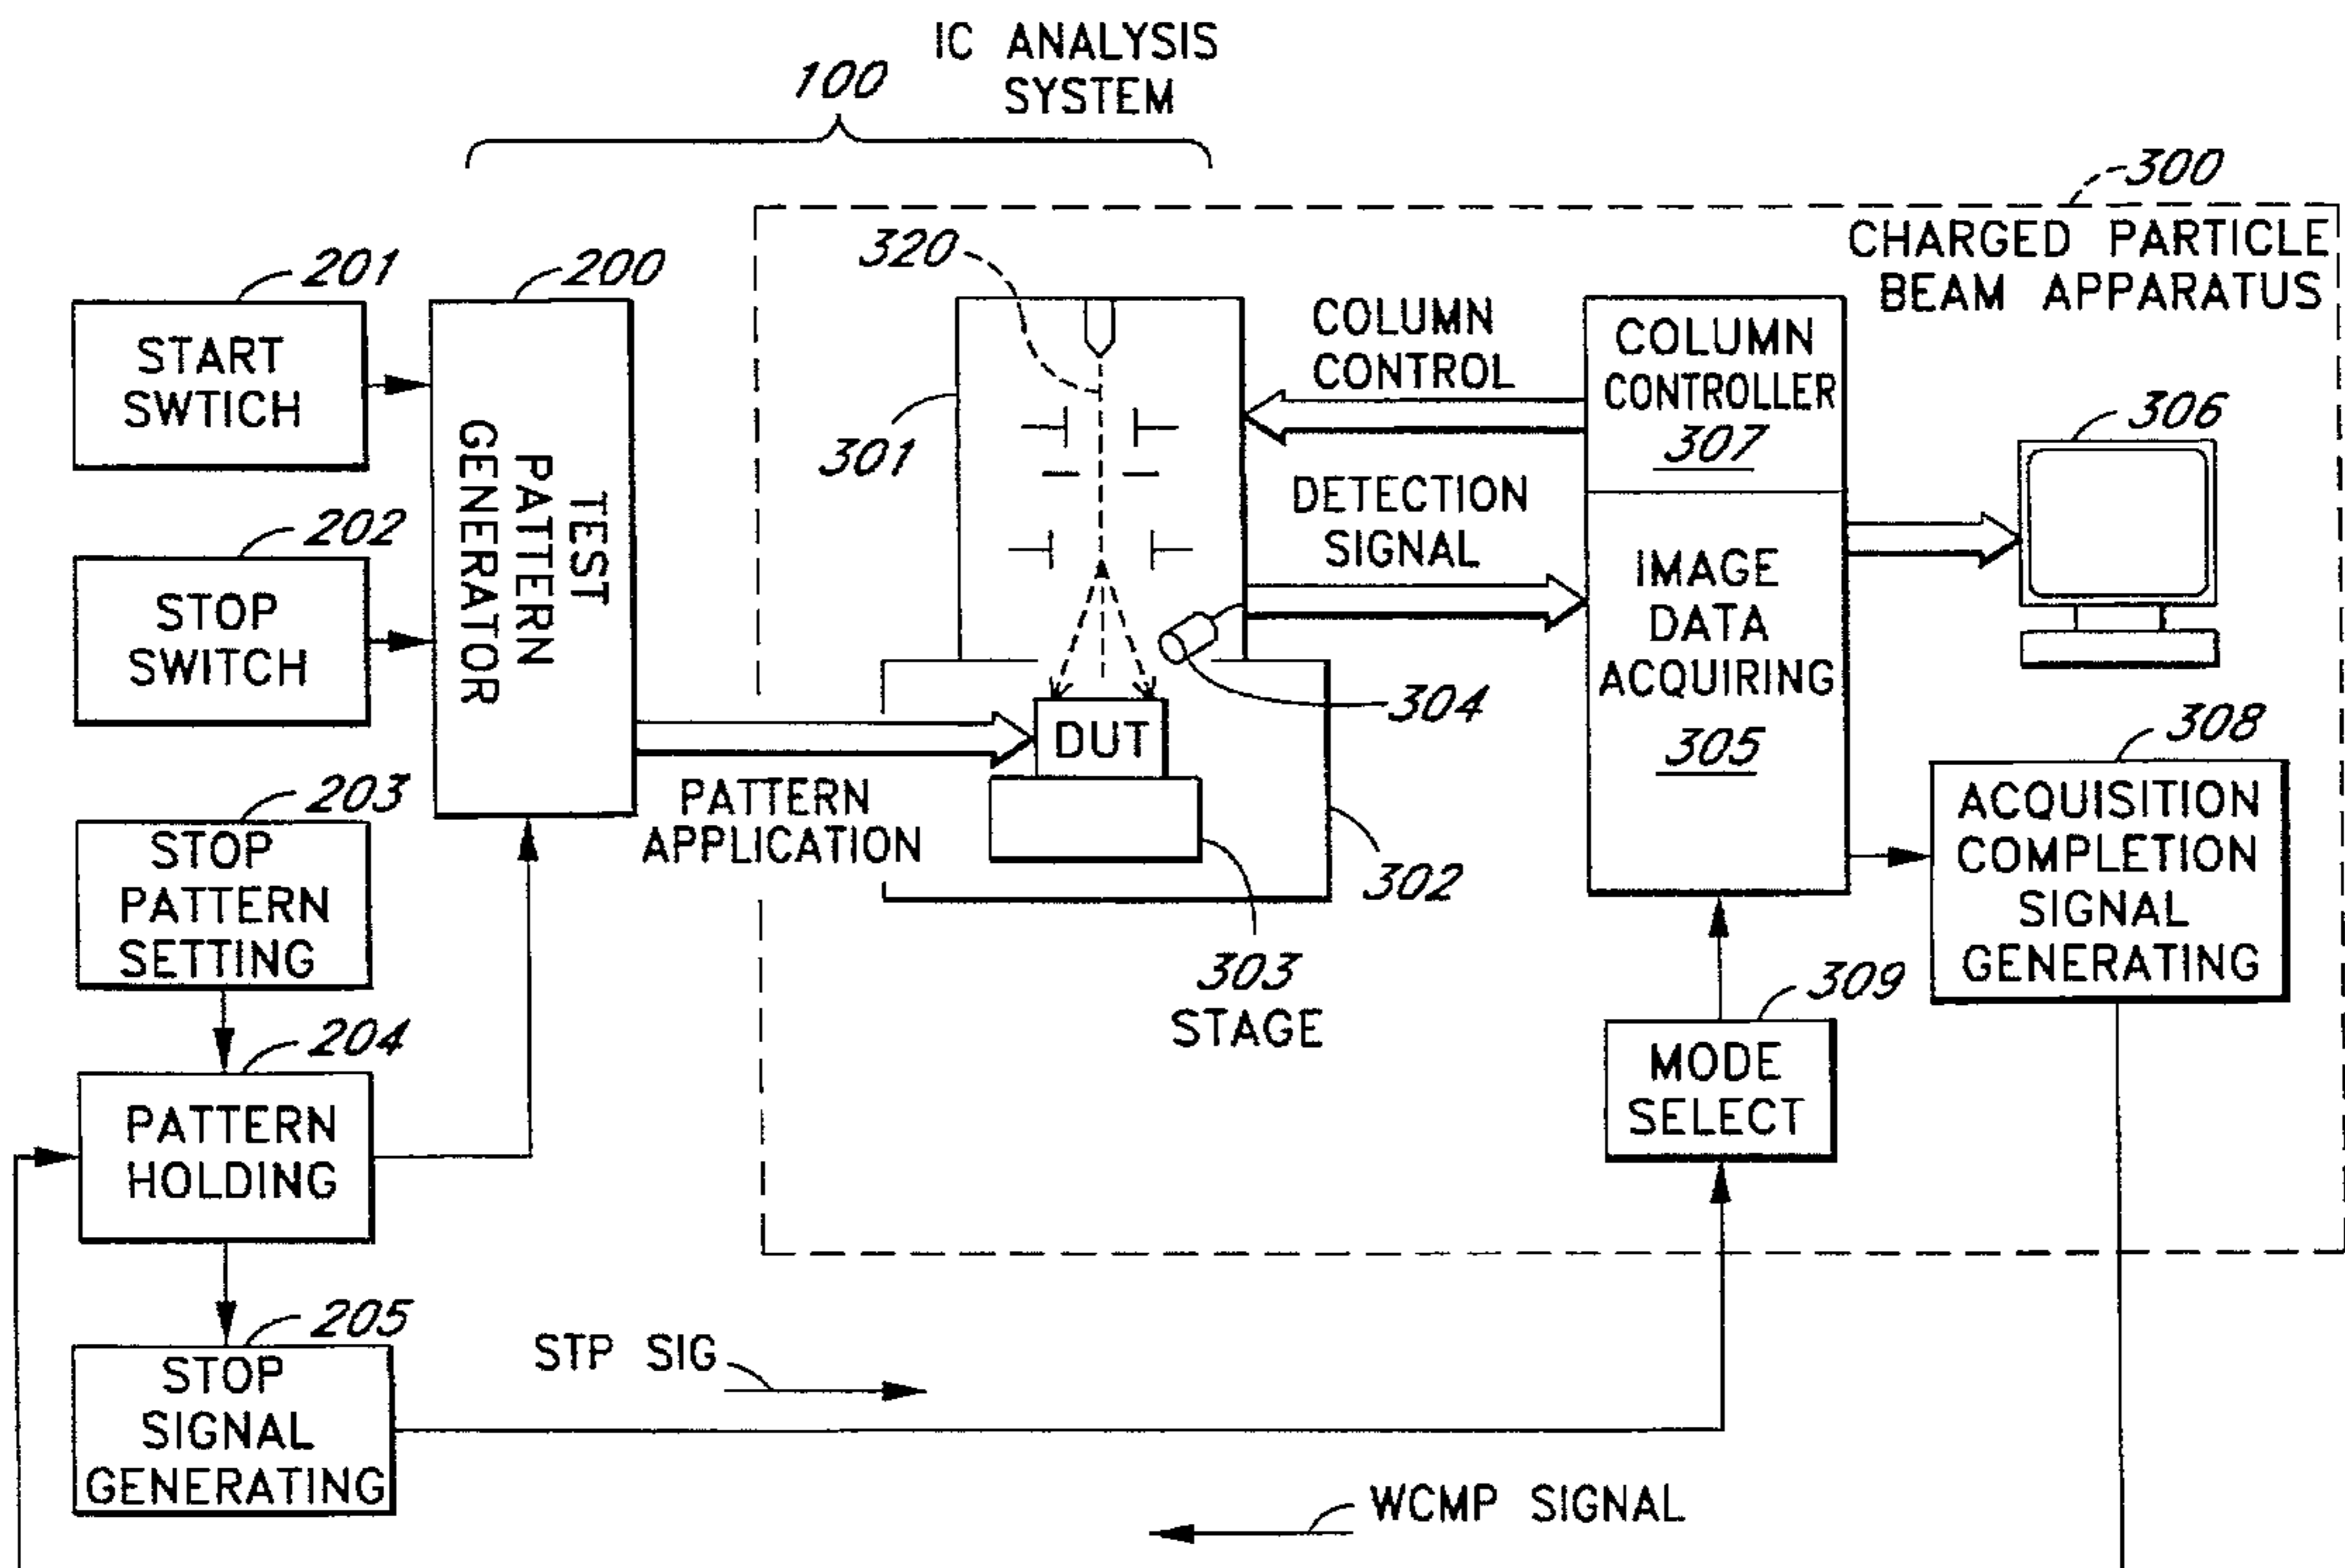 IC ANALYSIS
SYSTEM
100
300
CHARGED PARTICLE
BEAM APPARATUS
201
START
SWTICH
200
TEST
PATTERN
GENERATOR
320
301
COLUMN
CONTROL
COLUMN
CONTROLLER
307
306
202
STOP
SWITCH
DETECTION
SIGNAL
IMAGE
DATA
ACQUIRING
305
304
DUT
PATTERN
APPLICATION
302
303
STAGE
308
ACQUISITION
COMPLETION
SIGNAL
GENERATING
203
STOP
PATTERN
SETTING
309
MODE
SELECT
204
PATTERN
HOLDING
205
STOP
SIGNAL
GENERATING
STP SIG
WCMP SIGNAL